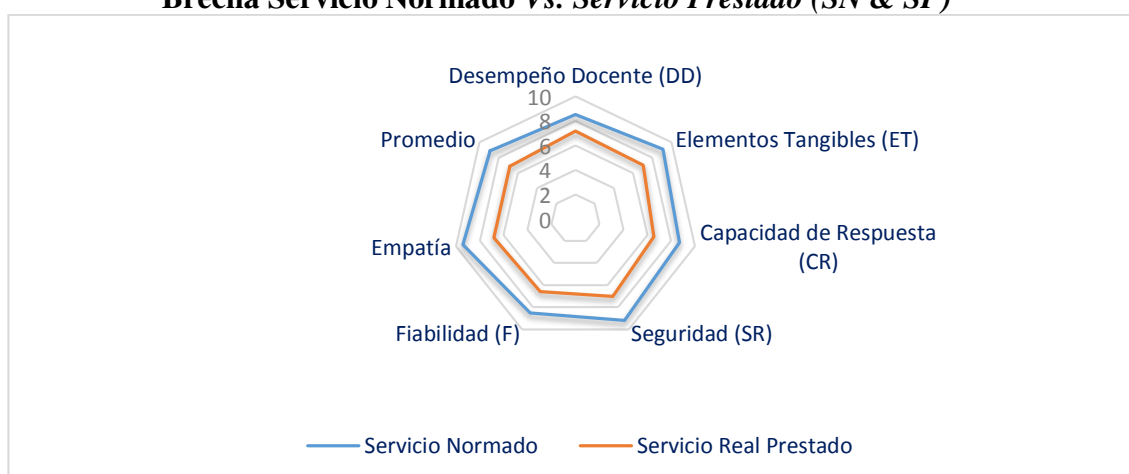 Brecha Servicio Normado Vs. Servicio Prestado (SN & SP)
Desempeño Docente (DD)
10
8
6
4
2
0
Promedio
Elementos Tangibles (ET)
Empatía
Capacidad de Respuesta
(CR)
Fiabilidad (F)
Seguridad (SR)
Servicio Normado
Servicio Real Prestado